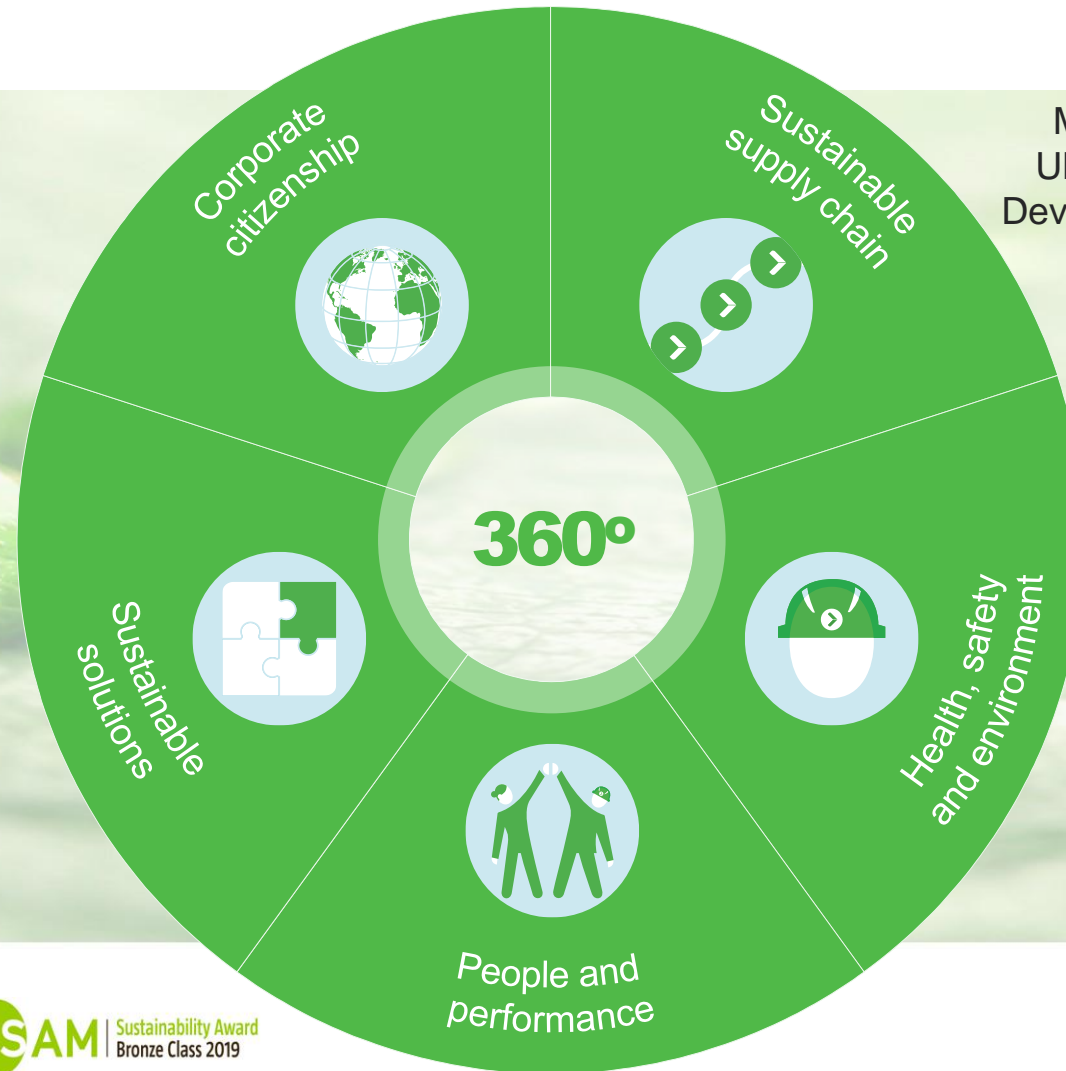 Corporate
citizenship
Sustainable
supply chain
360º
Sustainable
solutions
Health, safety
and environment
People and
performance
SAM
Sustainability Award
Bronze Class 2019